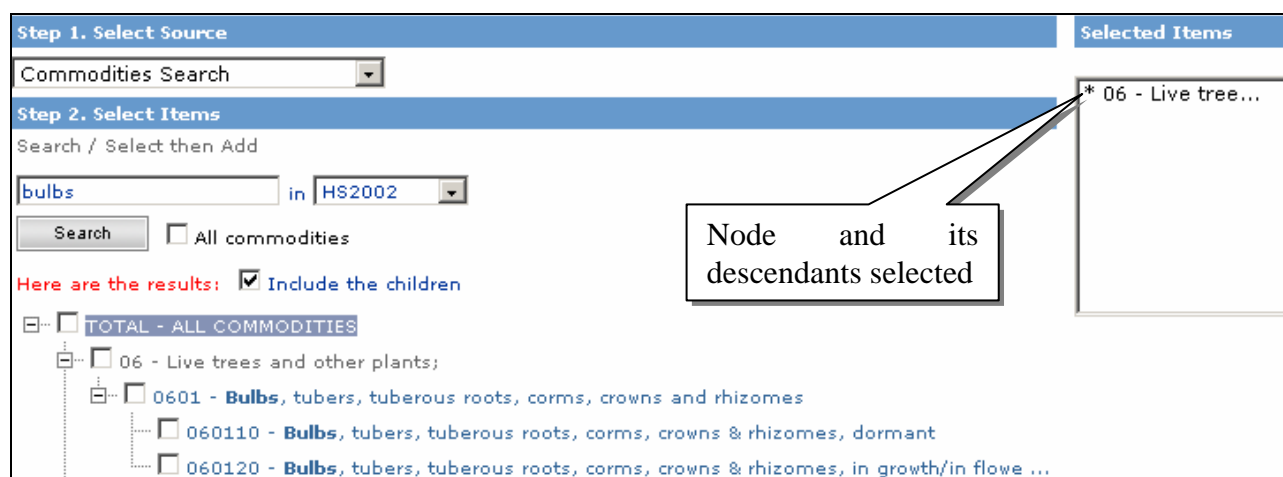 Step 1. Select Source
Selected Items
Commodities Search
* 06 - Live tree...
Step 2. Select Items
Search / Select then Add
bulbs in HS2002
Search All commodities
Node and its
descendants selected
Here are the results: Include the children
TOTAL - ALL COMMODITIES
06 - Live trees and other plants;
0601 - Bulbs, tubers, tuberous roots, corms, crowns and rhizomes
060110 - Bulbs, tubers, tuberous roots, corms, crowns & rhizomes, dormant
060120 - Bulbs, tubers, tuberous roots, corms, crowns & rhizomes, in growth/in flowe ...